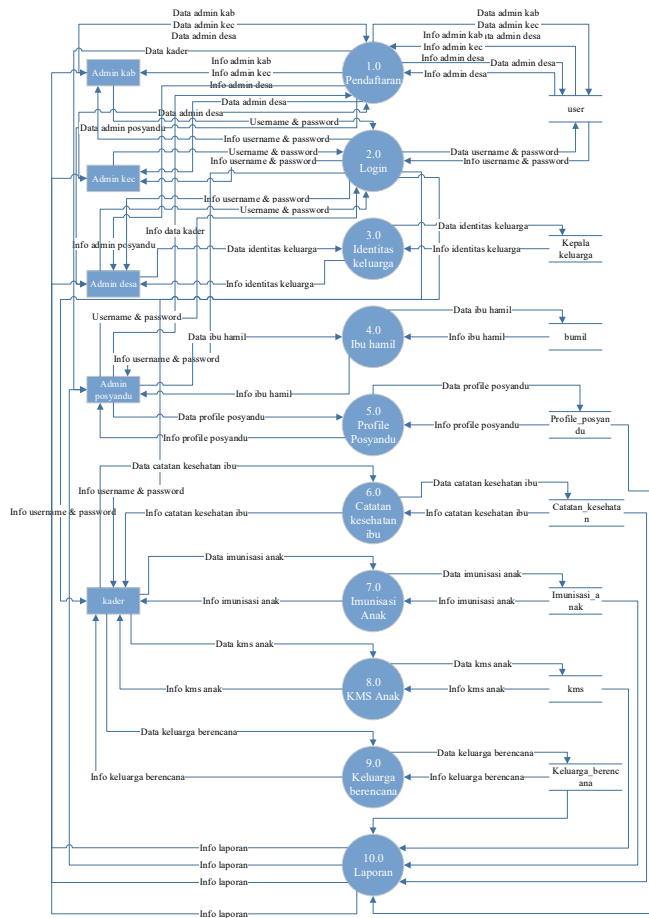 Data admin kab
Data admin kec
Data admin desa
Data kader
Data admin kab
Info admin kab
Data admin desa
Info admin kec
Info admin desa
Data admin desa
Info admin kab
Info admin kec
Info admin desa
Data admin desa
Data admin desa
Data admin posyandu
Admin kab
1.0
Pendaftaran
user
Username & password
Info username & password
Username & password
Info username & password
Data username & password
Info username & password
Admin kec
2.0
Login
Info username & password
Username & password
Info data kader
Info admin posyandu
Data identitas keluarga
Info identitas keluarga
Admin desa
3.0
Identitas
keluarga
Data identitas keluarga
Info identitas keluarga
Kepala
keluarga
Username & password
Data ibu hamil
Info username & password
Info ibu hamil
4.0
Ibu hamil
Data ibu hamil
Info ibu hamil
bumil
Admin
posyandu
Data profile posyandu
Info profile posyandu
5.0
Profile
Posyandu
Data profile posyandu
Info profile posyandu
Profile_posyan
du
Data catatan kesehatan ibu
Info username & password
Info username & password
Info catatan kesehatan ibu
6.0
Catatan
kesehatan
ibu
Data catatan kesehatan ibu
Info catatan kesehatan ibu
Catatan_kesehata
n
Data imunisasi anak
Info imunisasi anak
kader
7.0
Imunisasi
Anak
Data imunisasi anak
Info imunisasi anak
Imunisasi_a
nak
Data kms anak
Info kms anak
8.0
KMS Anak
Data kms anak
Info kms anak
kms
Data keluarga berencana
Info keluarga berencana
9.0
Keluarga
berencana
Data keluarga berencana
Info keluarga berencana
Keluarga_berenc
ana
10.0
Laporan
Info laporan
Info laporan
Info laporan
Info laporan